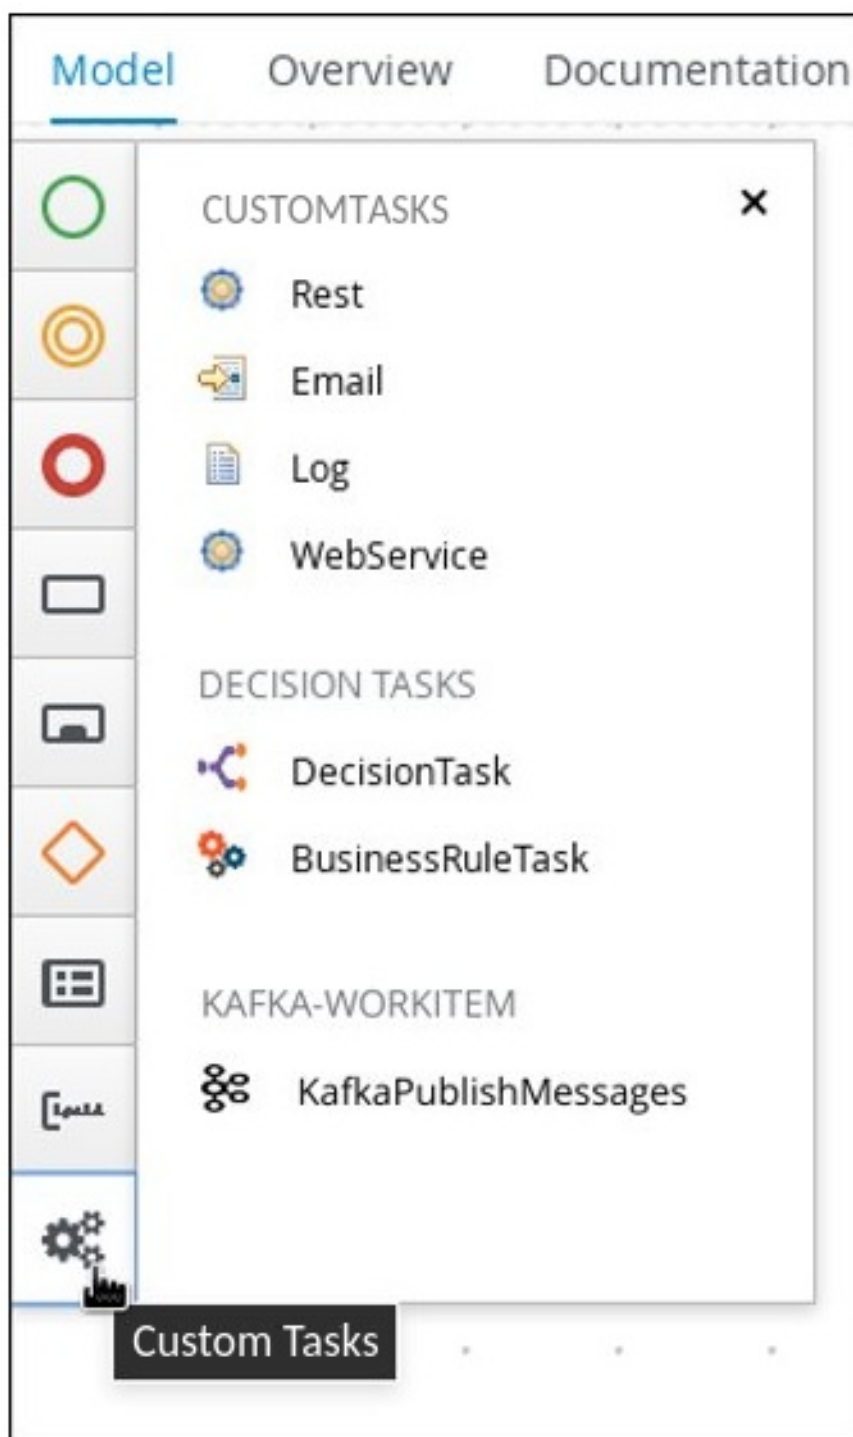 Model Overview Documentation
CUSTOMTASKS
Rest
Email
Log
WebService
DECISION TASKS
DecisionTask
BusinessRuleTask
KAFKA-WORKITEM
KafkaPublishMessages
Custom Tasks